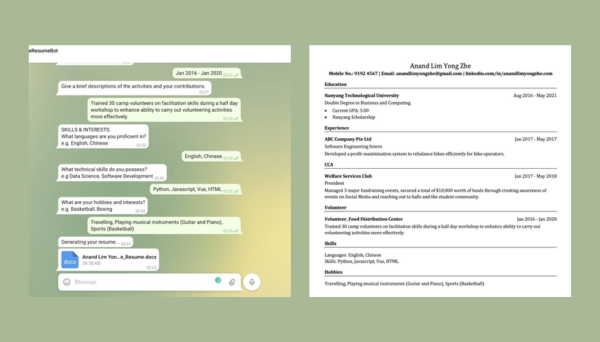 eResumeBot
Jan 2016 - Jan 2020
Give a brief descriptions of the activities and your contributions.
Trained 30 camp volunteers on facilitation skills during a half day
workshop to enhance ability to carry out volunteering activities
more effectively.
SKILLS & INTERESTS:
What languages are you proficient in?
e.g. English, Chinese
English, Chinese
What technical skills do you possess?
e.g Data Science, Software Development
Python, Javascript, Vue, HTML
What are your hobbies and interests?
e.g. Basketball, Boxing
Travelling, Playing musical instruments (Guitar and Piano),
Sports (Basketball)
Generating your resume...
docx
Anand Lim Yon...e_Resume.docx
Message
Anand Lim Yong Zhe
Mobile No.: 9192 4567 | Email: anandlimyongzhe@gmail.com | linkedin.com/in/anandlimyongzhe.com
Education
Nanyang Technological University Aug 2016 - May 2021
Double Degree in Business and Computing
• Current GPA: 5.00
• Nanyang Scholarship
Experience
ABC Company Pte Ltd Jan 2017 - May 2017
Software Engineering Intern
Developed a profit maximization system to rebalance bikes efficiently for bike operators.
CCA
Welfare Services Club Jan 2017 - May 2018
President
Managed 3 major fundraising events, secured a total of $10,000 worth of funds through creating awareness of
events on Social Media and reaching out to halls and the student community.
Volunteer
Volunteer, Food Distribution Center Jan 2016 - Jan 2020
Trained 30 camp volunteers on facilitation skills during a half day workshop to enhance ability to carry out
volunteering activities more effectively.
Skills
Languages: English, Chinese
Skills: Python, Javascript, Vue, HTML
Hobbies
Travelling, Playing musical instruments (Guitar and Piano), Sports (Basketball)